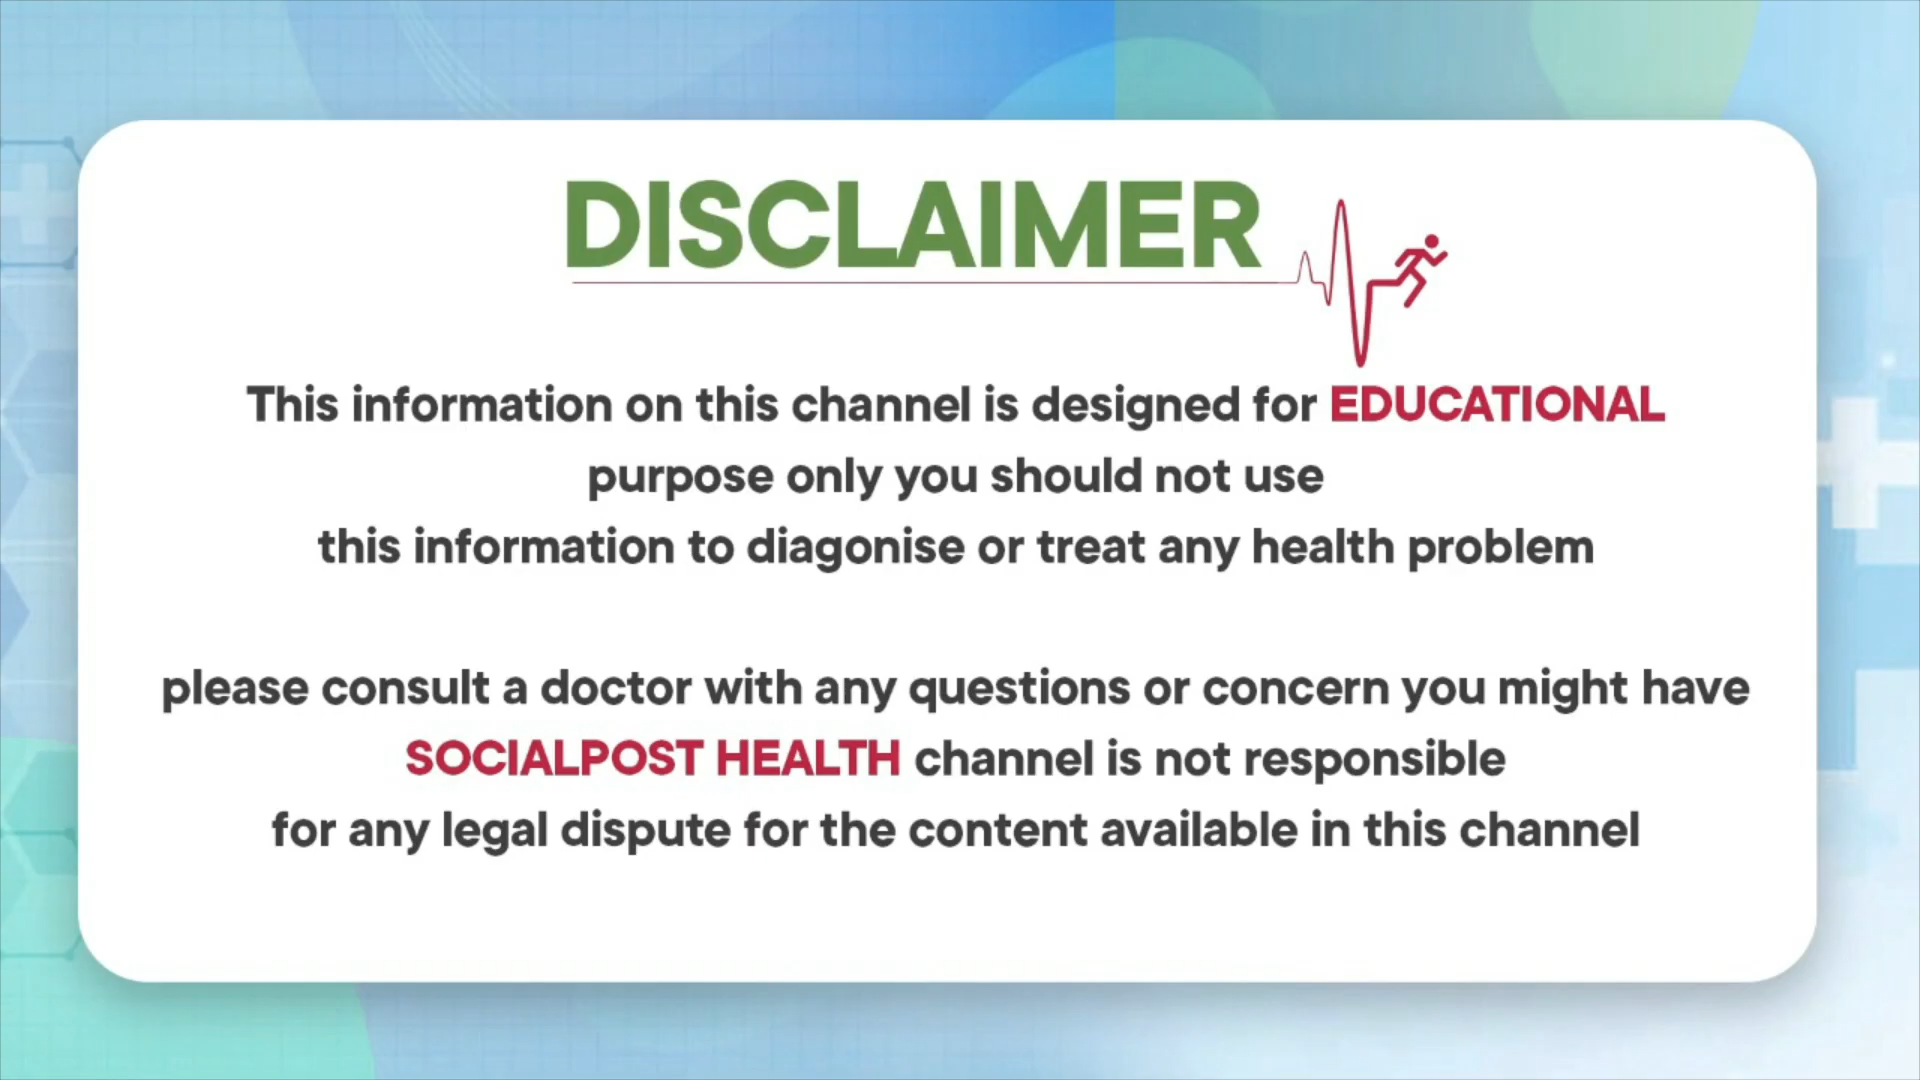 DISCLAIMER
This information on this channel is designed for EDUCATIONAL
purpose only you should not use
this information to diagonise or treat any health problem
please consult a doctor with any questions or concern you might have
SOCIALPOST HEALTH channel is not responsible
for any legal dispute for the content available in this channel